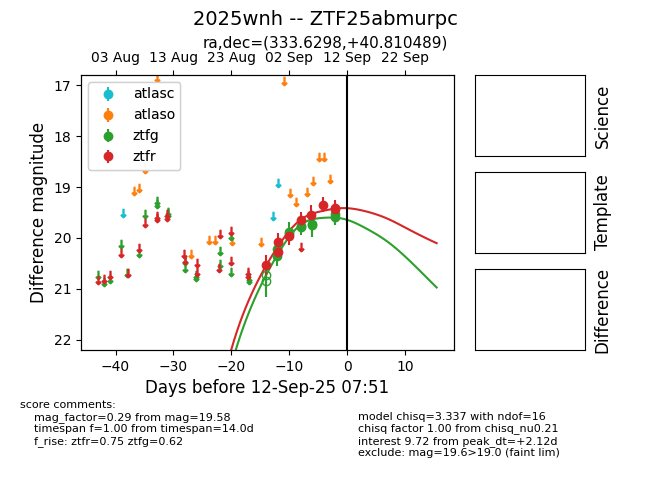 2025wnh -- ZTF25abmurpc
ra,dec=(333.6298,+40.810489)
03 Aug 13 Aug 23 Aug 02 Sep 12 Sep 22 Sep
17
18
19
20
21
22
Difference magnitude
atlasc
atlaso
ztfg
ztfr
−40 −30 −20 −10 0 10
Days before 12-Sep-25 07:51
Science
Template
Difference
score comments:
mag_factor=0.29 from mag=19.58
timespan f=1.00 from timespan=14.0d
f_rise: ztfr=0.75 ztfg=0.62
model chisq=3.337 with ndof=16
chisq factor 1.00 from chisq_nu0.21
interest 9.72 from peak_dt=+2.12d
exclude: mag=19.6>19.0 (faint lim)